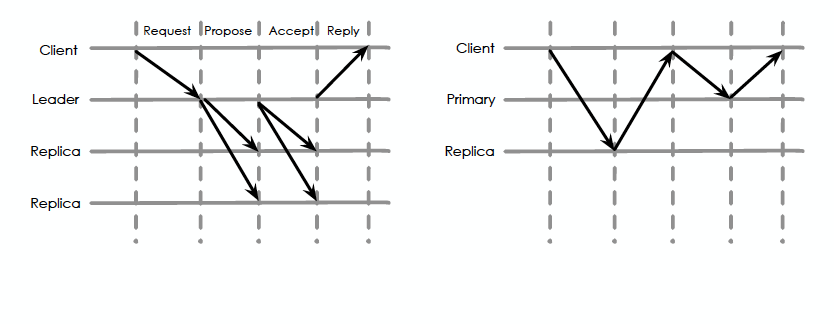 Request Propose Accept Reply
Client
Leader
Replica
Replica
Client
Primary
Replica